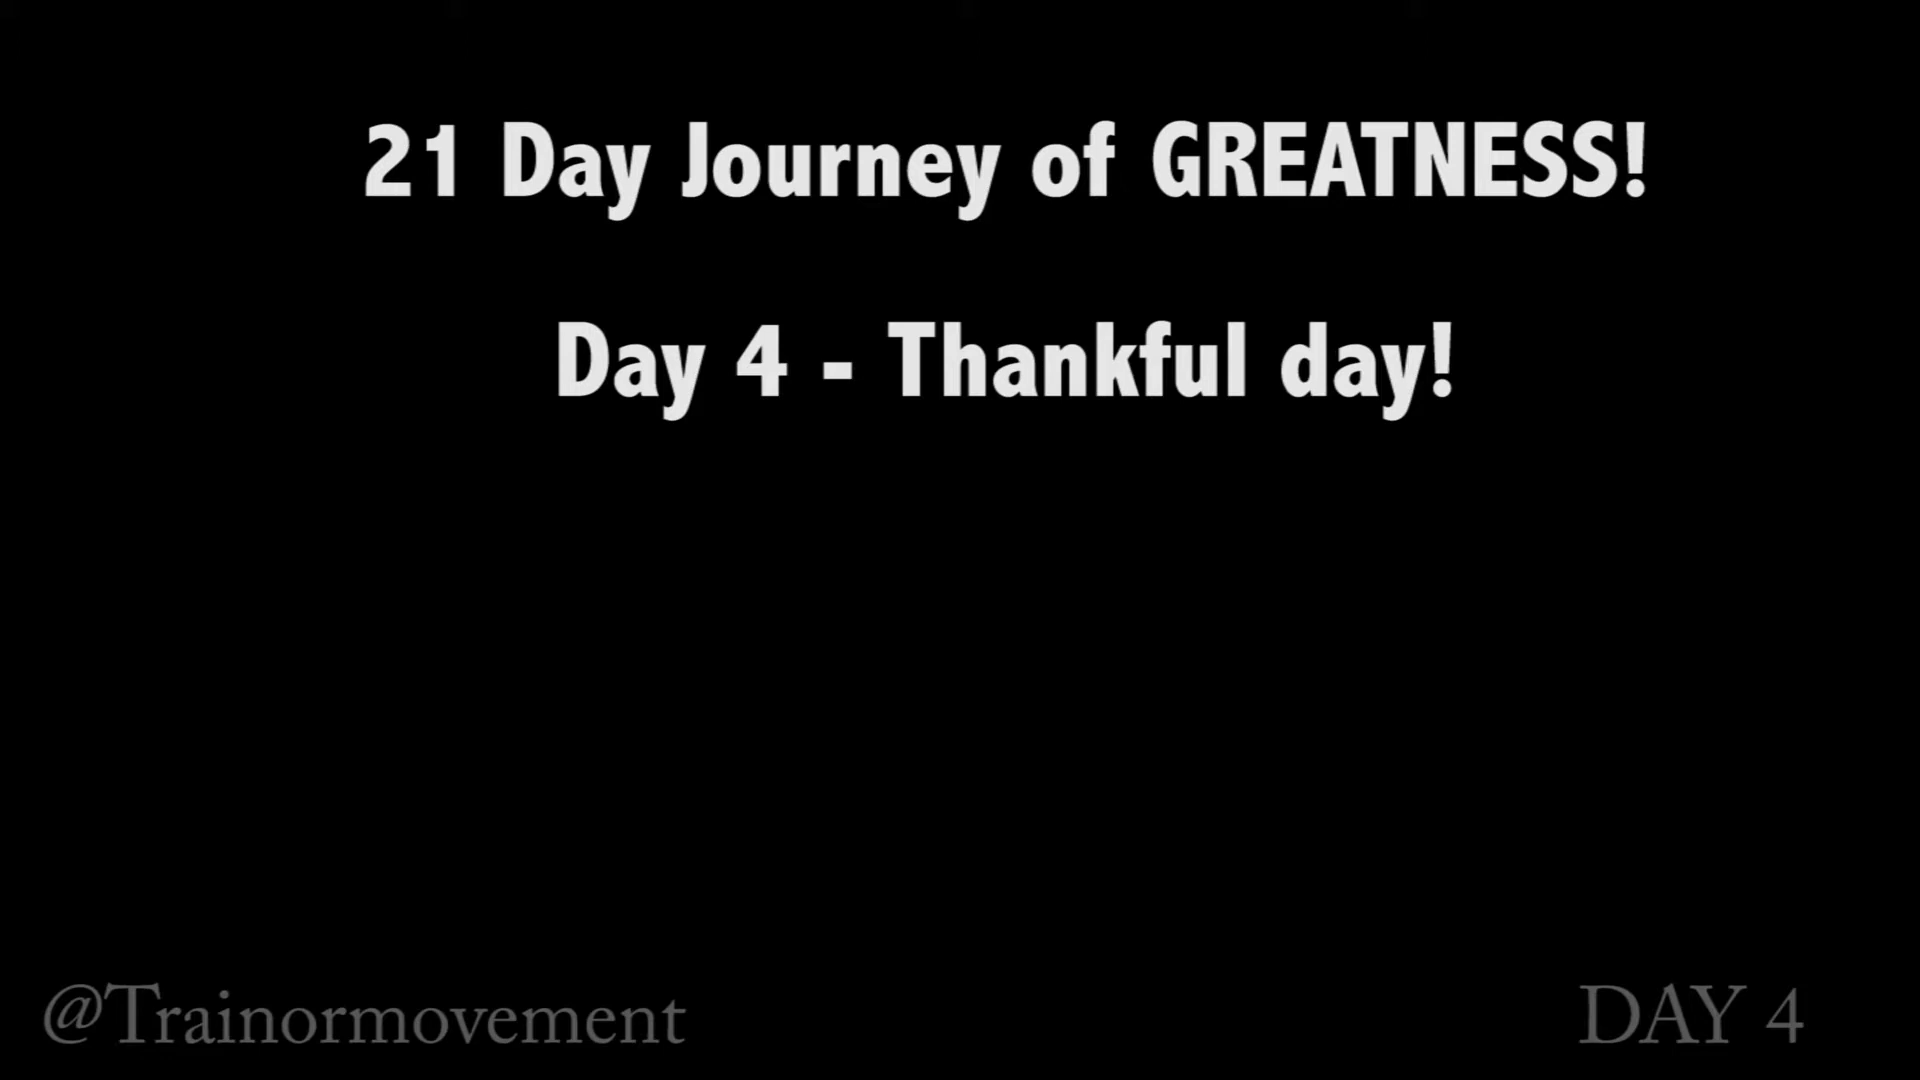 21 Day Journey of GREATNESS!
Day 4 - Thankful day!
@Trainormovement
DAY 4